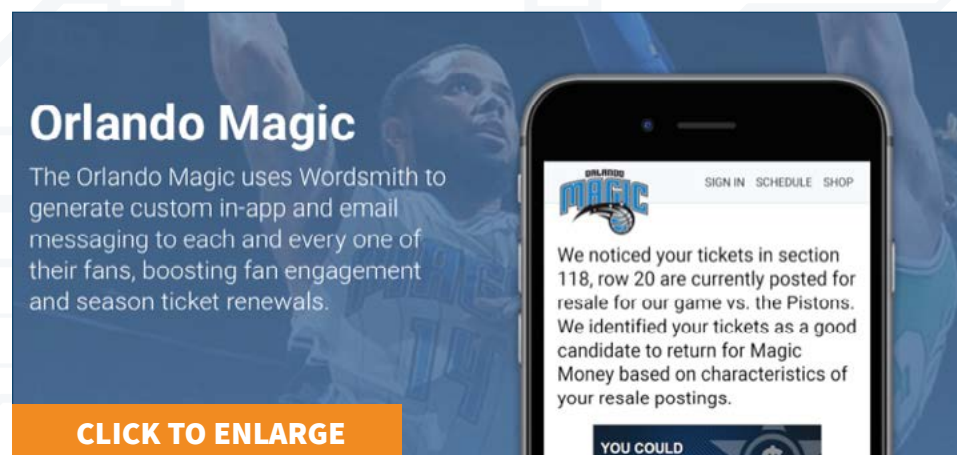 Orlando Magic
The Orlando Magic uses Wordsmith to
generate custom in-app and email
messaging to each and every one of
their fans, boosting fan engagement
and season ticket renewals.
CLICK TO ENLARGE
ORLANDO
MAGIC
SIGN IN SCHEDULE SHOP
We noticed your tickets in section
118, row 20 are currently posted for
resale for our game vs. the Pistons.
We identified your tickets as a good
candidate to return for Magic
Money based on characteristics of
your resale postings.
YOU COULD
MAGIC
14